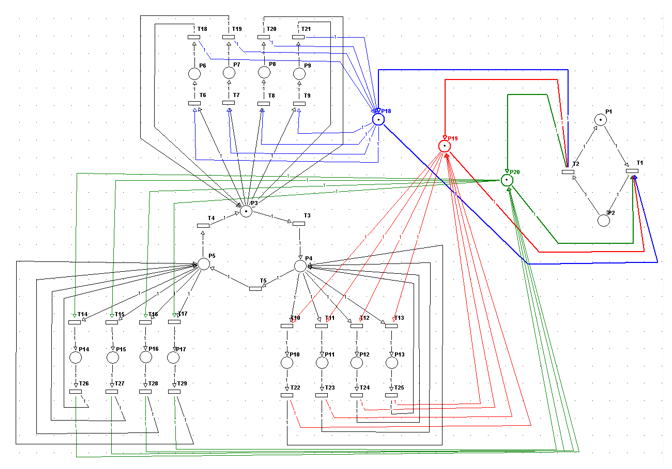 T18 T19 T20 T21
P6 P7 P8 P9
T6 T7 T8 T9
P18
P19
P1
T2 T1
P20
P2
P3
T4 T3
P5 P4
T5
T14 T15 T16 T17 T10 T11 T12 T13
P14 P15 P16 P17 P10 P11 P12 P13
T26 T27 T28 T29 T22 T23 T24 T25